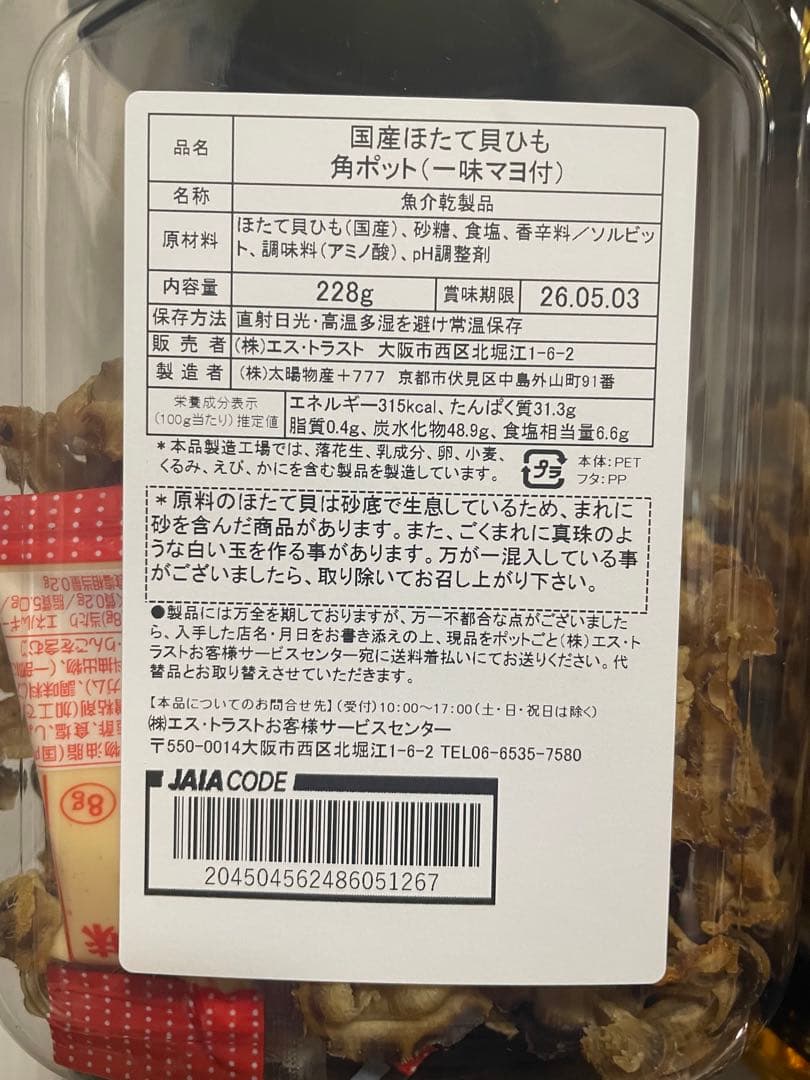 品名
国産ほたて貝ひも
角ポット(一味マヨ付)
名称
魚介乾製品
原材料
ほたて貝ひも(国産)、砂糖、食塩、香辛料/ソルビッ
ト、調味料(アミノ酸)、pH調整剤
内容量 228g 賞味期限 26.05.03
保存方法 直射日光・高温多湿を避け常温保存
販売者 (株)エス・トラスト 大阪市西区北堀江1-6-2
製造者 (株)太陽物産+777 京都市伏見区中島外山町91番
栄養成分表示
(100g当たり)推定値
エネルギー315kcal、たんぱく質31.3g
脂質0.4g、炭水化物48.9g、食塩相当量6.6g
*本品製造工場では、落花生、乳成分、卵、小麦、
くるみ、えび、かにを含む製品を製造しています。
プラ
本体:PET
フタ:PP
*原料のほたて貝は砂底で生息しているため、まれに
砂を含んだ商品があります。また、ごくまれに真珠のよ
うな白い玉を作る事があります。万が一混入している事
がございましたら、取り除いてお召し上がり下さい。
●製品には万全を期しておりますが、万一不都合な点がございました
ら、入手した店名・月日をお書き添えの上、現品をポットごと(株)エス・ト
ラストお客様サービスセンター宛に送料着払いにてお送りください。代
替品とお取り替えさせていただきます。
【本品についてのお問合せ先】(受付)10:00~17:00(土・日・祝日は除く)
㈱エス・トラストお客様サービスセンター
〒550-0014大阪市西区北堀江1-6-2 TEL06-6535-7580
JAIA CODE
204504562486051267
8g
味